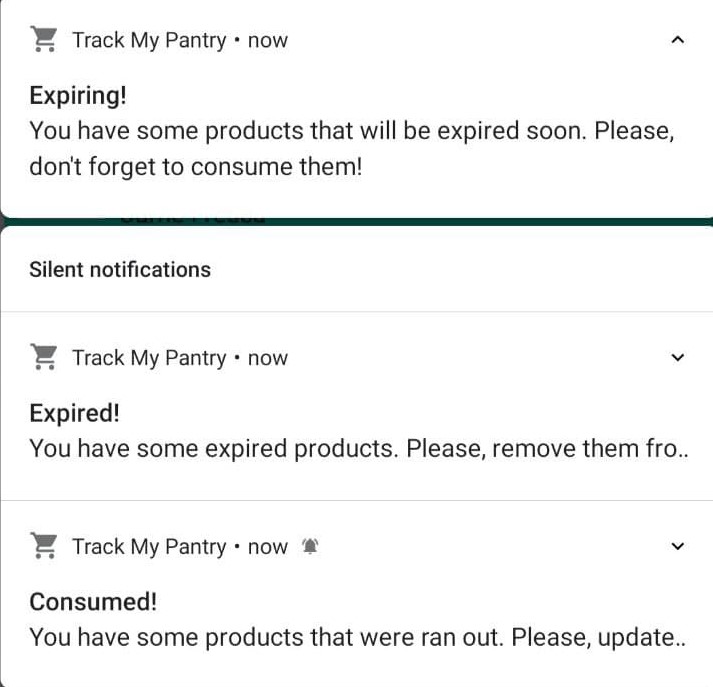 Track My Pantry • now
Expiring!
You have some products that will be expired soon. Please,
don't forget to consume them!
Silent notifications
Track My Pantry • now
Expired!
You have some expired products. Please, remove them fro..
Track My Pantry • now
Consumed!
You have some products that were ran out. Please, update..